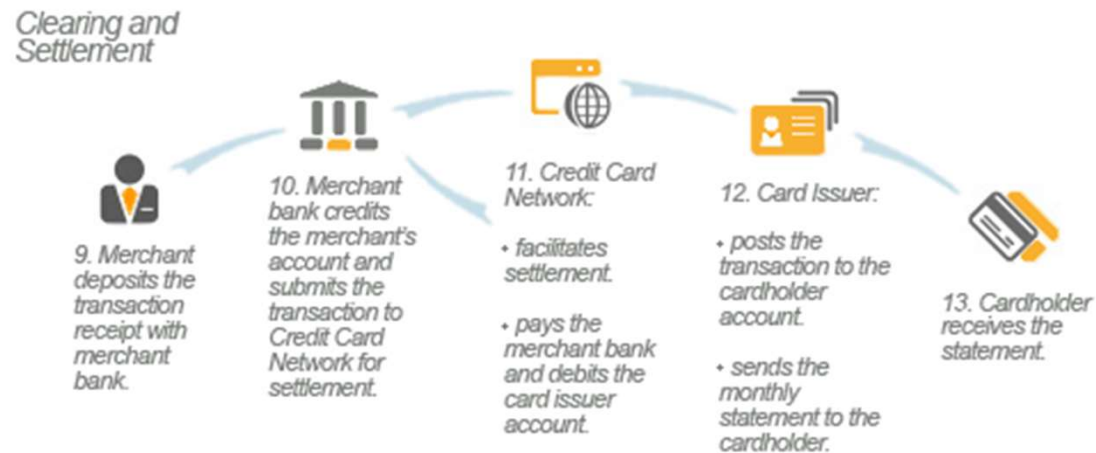 Clearing and
Settlement
9. Merchant
deposits the
transaction
receipt with
merchant
bank.
10. Merchant
bank credits
the merchant's
account and
submits the
transaction to
Credit Card
Network for
settlement.
11. Credit Card
Network:
• facilitates
settlement.
• pays the
merchant bank
and debits the
card issuer
account.
12. Card Issuer:
• posts the
transaction to the
cardholder
account.
• sends the
monthly
statement to the
cardholder.
13. Cardholder
receives the
statement.